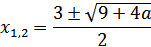 x₁,₂ = (3 ± √(9 + 4a)) / 2